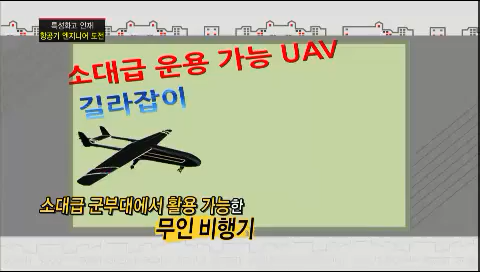 특성화고 인재
항공기 엔지니어 도전
소대급 운용 가능 UAV
길라잡이
소대급 군부대에서 활용 가능한
무인 비행기